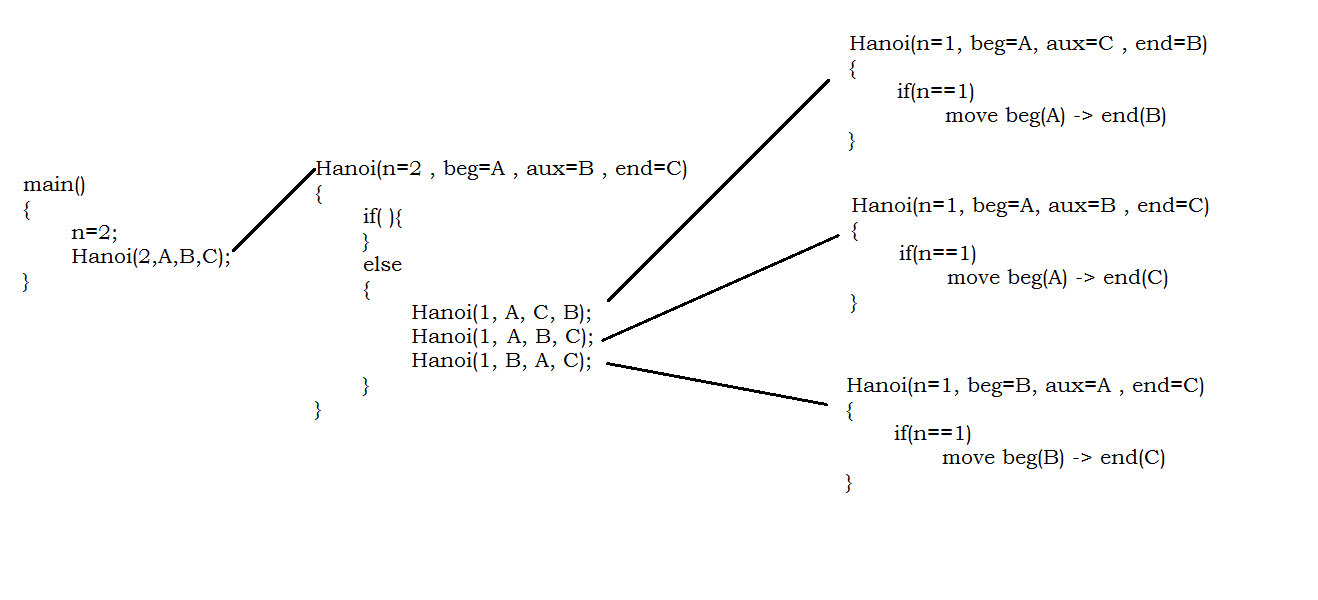 main()
{
n=2;
Hanoi(2,A,B,C);
}
Hanoi(n=2 , beg=A , aux=B , end=C)
{
if( ){
}
else
{
Hanoi(1, A, C, B);
Hanoi(1, A, B, C);
Hanoi(1, B, A, C);
}
}
Hanoi(n=1, beg=A, aux=C , end=B)
{
if(n==1)
move beg(A) -> end(B)
}
Hanoi(n=1, beg=A, aux=B , end=C)
{
if(n==1)
move beg(A) -> end(C)
}
Hanoi(n=1, beg=B, aux=A , end=C)
{
if(n==1)
move beg(B) -> end(C)
}